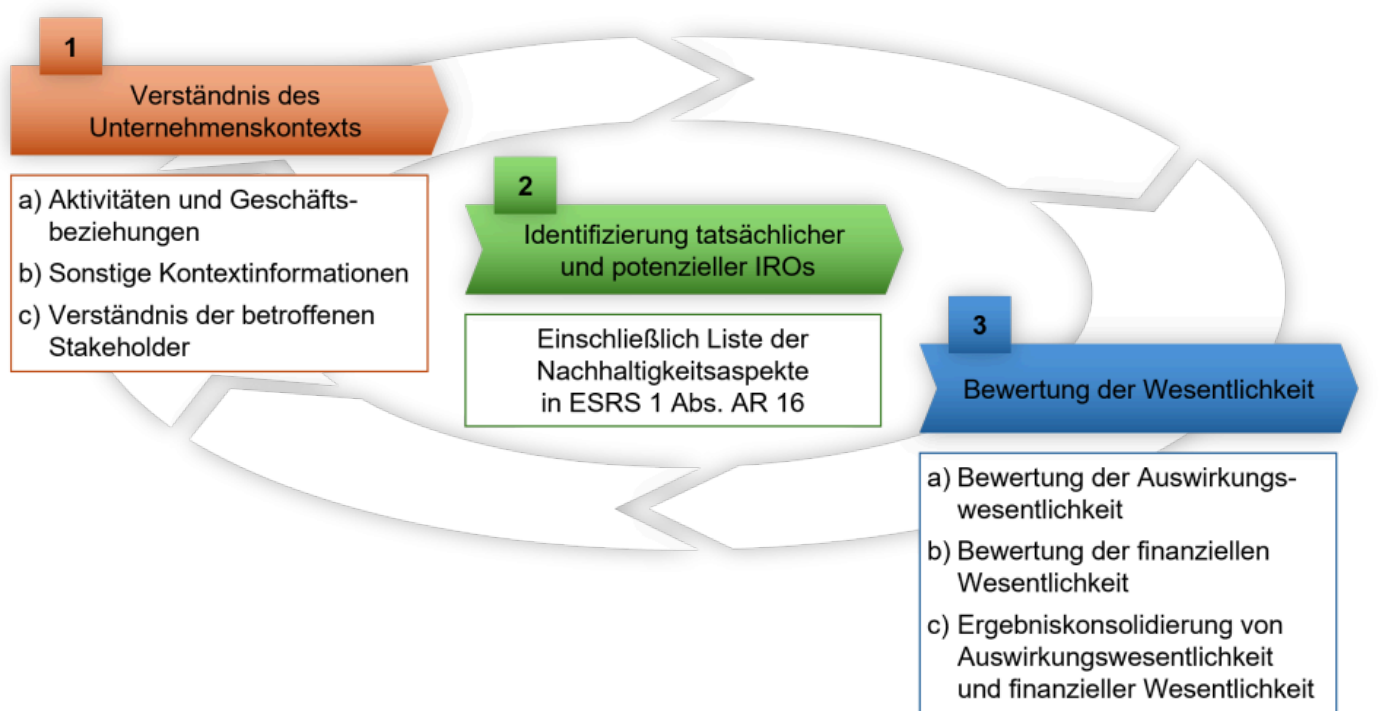 1
Verständnis des
Unternehmenskontexts
a) Aktivitäten und Geschäfts-
beziehungen
b) Sonstige Kontextinformationen
c) Verständnis der betroffenen
Stakeholder
2
Identifizierung tatsächlicher
und potenzieller IROs
Einschließlich Liste der
Nachhaltigkeitsaspekte
in ESRS 1 Abs. AR 16
3
Bewertung der Wesentlichkeit
a) Bewertung der Auswirkungs-
wesentlichkeit
b) Bewertung der finanziellen
Wesentlichkeit
c) Ergebniskonsolidierung von
Auswirkungswesentlichkeit
und finanzieller Wesentlichkeit